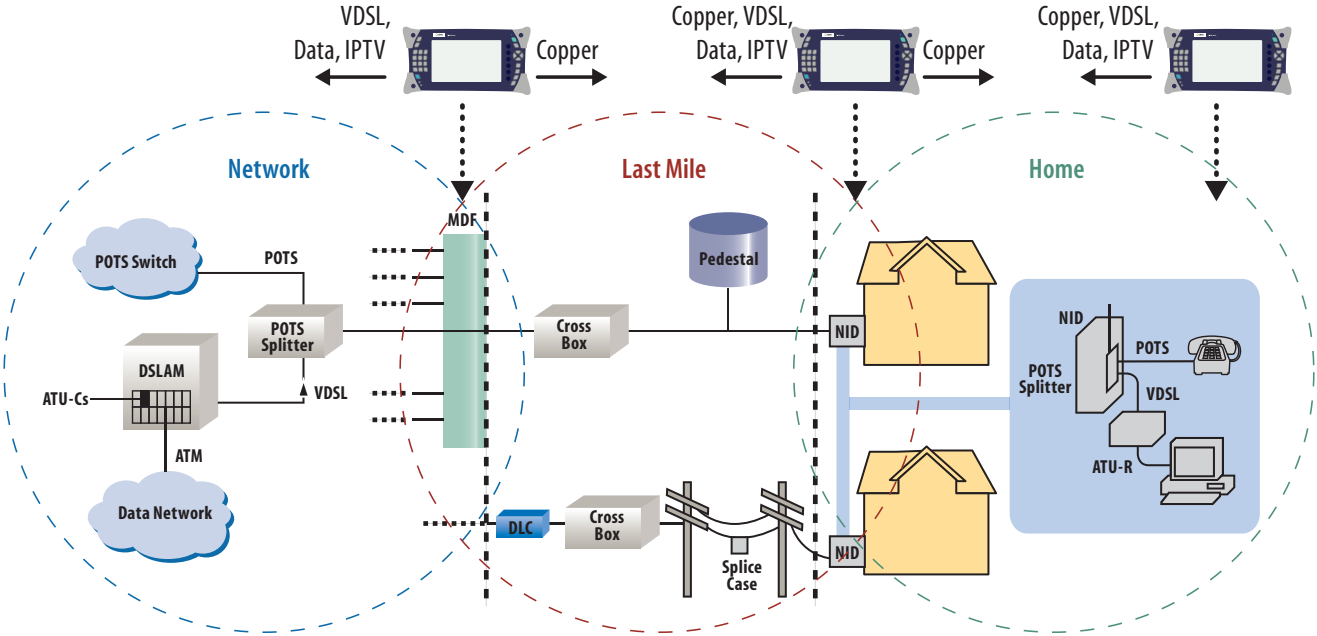 VDSL,
Data, IPTV
Copper
Copper, VDSL,
Data, IPTV
Copper
Copper, VDSL,
Data, IPTV
Network
Last Mile
Home
MDF
POTS Switch
POTS
Pedestal
POTS
Splitter
Cross
Box
NID
NID
POTS
POTS
Splitter
VDSL
ATU-R
DSLAM
ATU-Cs
VDSL
ATM
Data Network
DLC
Cross
Box
Splice
Case
NID